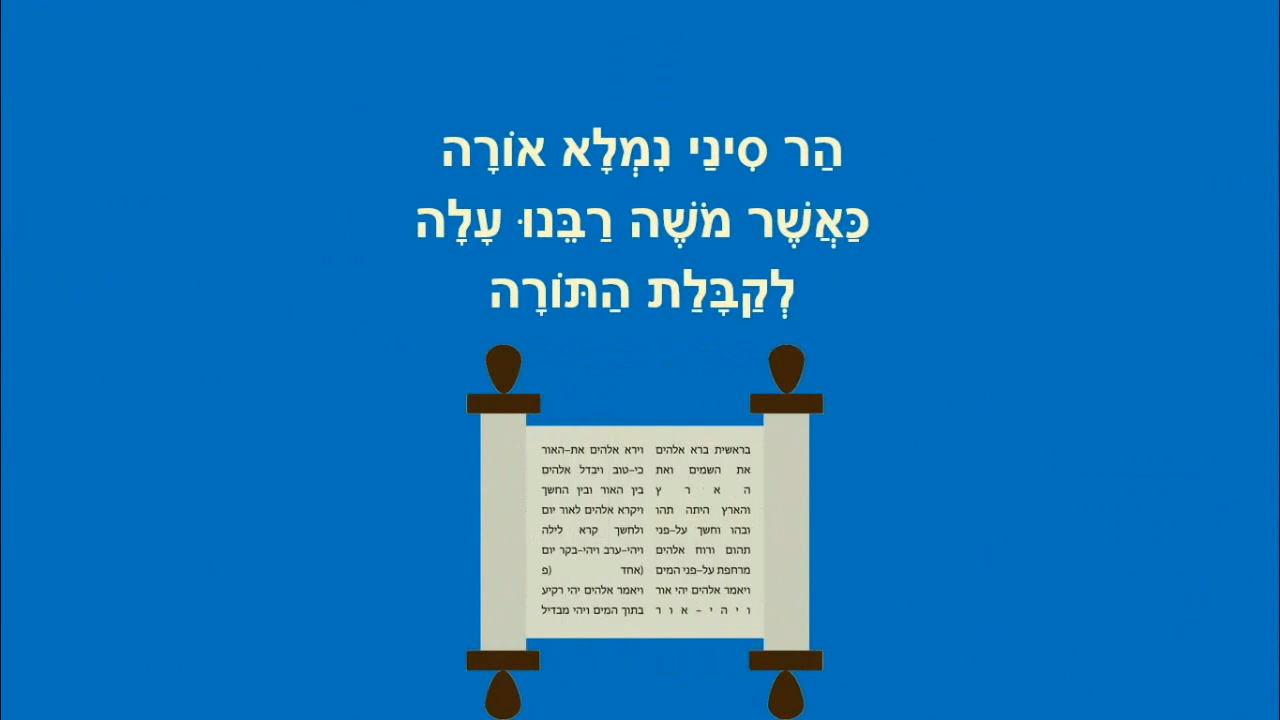 הַר סִינַי נִמְלָא אוֹרָה
כַּאֲשֶׁר מֹשֶׁה רַבֵּנוּ עָלָה
לְקַבָּלַת הַתּוֹרָה
בראשית ברא אלהים
את השמים ואת
ה א ר ץ
והארץ היתה תהו
ובהו וחשך על-פני
תהום ורוח אלהים
מרחפת על-פני המים
ויאמר אלהים יהי אור
ו י ה י - א ו ר
וירא אלהים את-האור
כי-טוב ויבדל אלהים
בין האור ובין החשך
ויקרא אלהים לאור יום
ולחשך קרא לילה
ויהי-ערב ויהי-בקר יום
(אחד (פ
ויאמר אלהים יהי רקיע
בתוך המים ויהי מבדיל